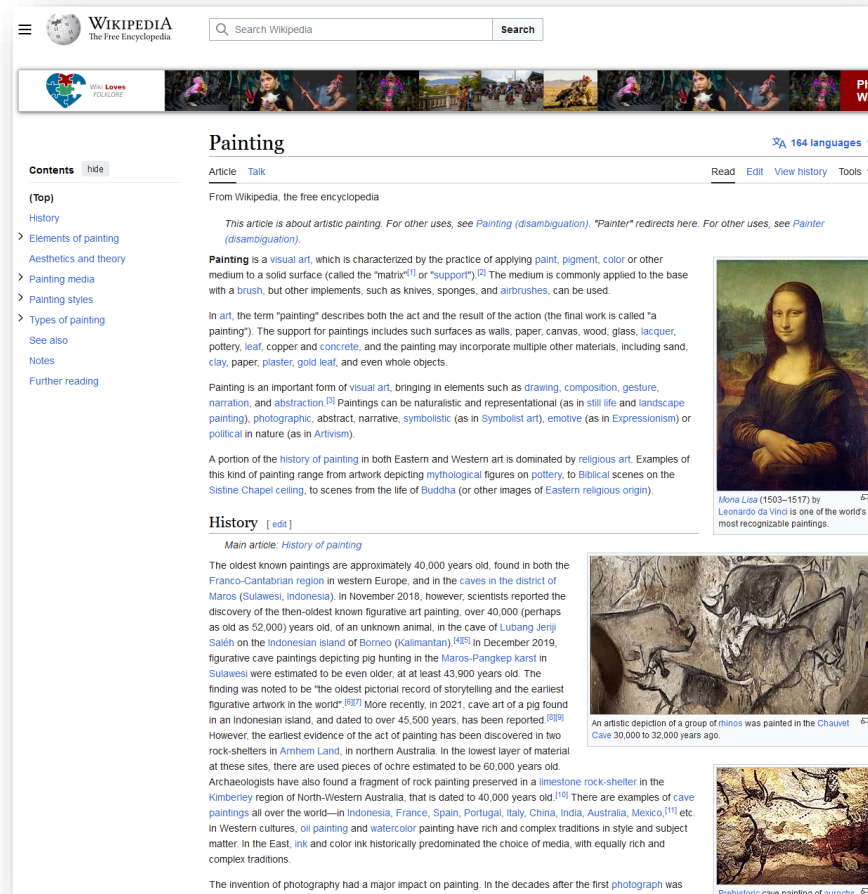 WIKIPEDIA
The Free Encyclopedia
Search Wikipedia
Search
Wiki Loves
FOLKLORE
Painting
164 languages
Contents hide
Article Talk
Read Edit View history Tools
(Top)
History
Elements of painting
Aesthetics and theory
Painting media
Painting styles
Types of painting
See also
Notes
Further reading
From Wikipedia, the free encyclopedia
This article is about artistic painting. For other uses, see Painting (disambiguation). "Painter" redirects here. For other uses, see Painter
(disambiguation).
Painting is a visual art, which is characterized by the practice of applying paint, pigment, color or other
medium to a solid surface (called the "matrix"[1] or "support").[2] The medium is commonly applied to the base
with a brush, but other implements, such as knives, sponges, and airbrushes, can be used.
In art, the term "painting" describes both the act and the result of the action (the final work is called "a
painting"). The support for paintings includes such surfaces as walls, paper, canvas, wood, glass, lacquer,
pottery, leaf, copper and concrete, and the painting may incorporate multiple other materials, including sand,
clay, paper, plaster, gold leaf, and even whole objects.
Painting is an important form of visual art, bringing in elements such as drawing, composition, gesture,
narration, and abstraction.[3] Paintings can be naturalistic and representational (as in still life and landscape
painting), photographic, abstract, narrative, symbolistic (as in Symbolist art), emotive (as in Expressionism) or
political in nature (as in Artivism).
A portion of the history of painting in both Eastern and Western art is dominated by religious art. Examples of
this kind of painting range from artwork depicting mythological figures on pottery, to Biblical scenes on the
Sistine Chapel ceiling, to scenes from the life of Buddha (or other images of Eastern religious origin).
Mona Lisa (1503–1517) by
Leonardo da Vinci is one of the world's
most recognizable paintings.
History [ edit ]
Main article: History of painting
The oldest known paintings are approximately 40,000 years old, found in both the
Franco-Cantabrian region in western Europe, and in the caves in the district of
Maros (Sulawesi, Indonesia). In November 2018, however, scientists reported the
discovery of the then-oldest known figurative art painting, over 40,000 (perhaps
as old as 52,000) years old, of an unknown animal, in the cave of Lubang Jeriji
Saléh on the Indonesian island of Borneo (Kalimantan).[4][5] In December 2019,
figurative cave paintings depicting pig hunting in the Maros-Pangkep karst in
Sulawesi were estimated to be even older, at at least 43,900 years old. The
finding was noted to be "the oldest pictorial record of storytelling and the earliest
figurative artwork in the world".[6][7] More recently, in 2021, cave art of a pig found
in an Indonesian island, and dated to over 45,500 years, has been reported.[8][9]
However, the earliest evidence of the act of painting has been discovered in two
rock-shelters in Arnhem Land, in northern Australia. In the lowest layer of material
at these sites, there are used pieces of ochre estimated to be 60,000 years old.
Archaeologists have also found a fragment of rock painting preserved in a limestone rock-shelter in the
Kimberley region of North-Western Australia, that is dated to 40,000 years old.[10] There are examples of cave
paintings all over the world—in Indonesia, France, Spain, Portugal, Italy, China, India, Australia, Mexico,[11] etc.
In Western cultures, oil painting and watercolor painting have rich and complex traditions in style and subject
matter. In the East, ink and color ink historically predominated the choice of media, with equally rich and
complex traditions.
An artistic depiction of a group of rhinos was painted in the Chauvet
Cave 30,000 to 32,000 years ago.
The invention of photography had a major impact on painting. In the decades after the first photograph was
Prehistoric cave painting of aurochs